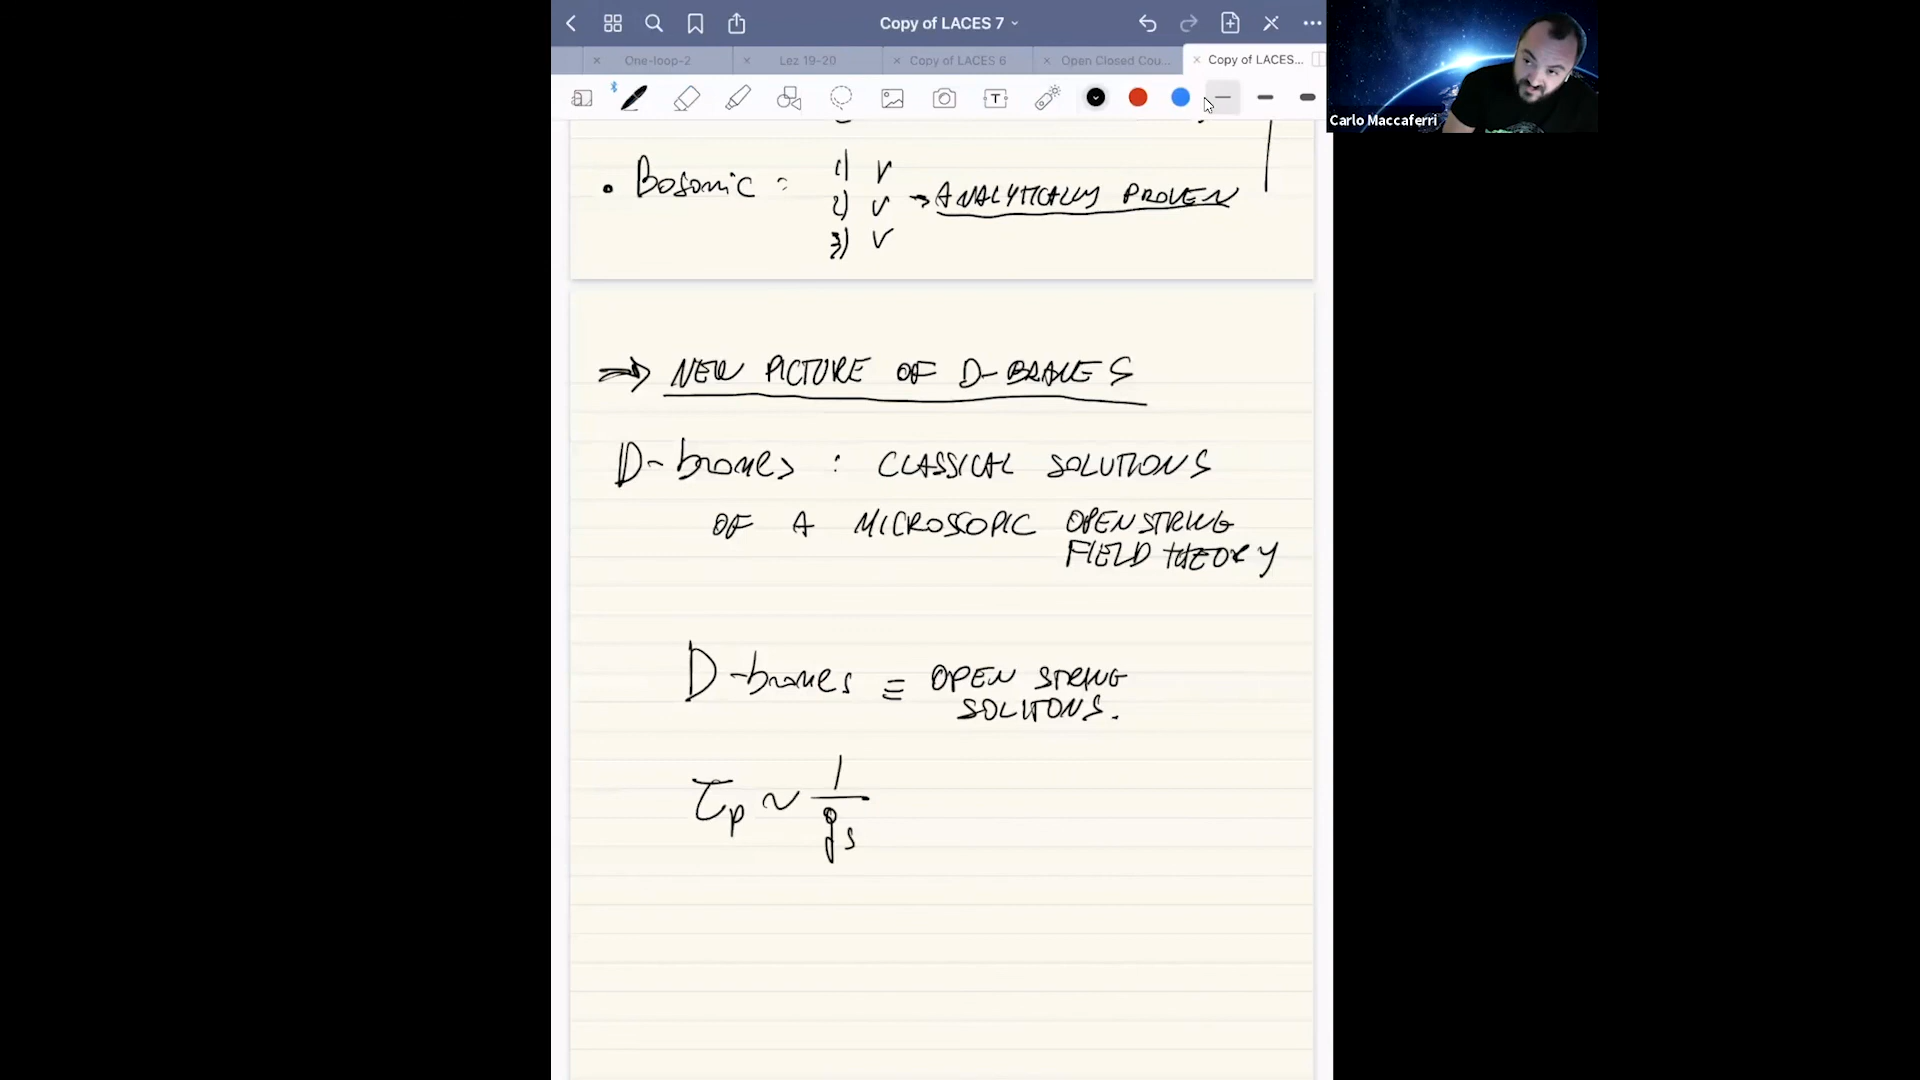 Copy of LACES 7
One-loop-2
Lez 19-20
Copy of LACES 6
Open Closed Cou...
Copy of LACES...
Carlo Maccaferri
• Bosonic : 1) V
2) V → ANALYTICALLY PROVEN
3) V
⇒ NEW PICTURE OF D-BRANES
D-branes : CLASSICAL SOLUTIONS
OF A MICROSCOPIC OPEN STRING
FIELD THEORY
D-branes ≡ OPEN STRING
SOLITONS.
τp ~ 1/gs